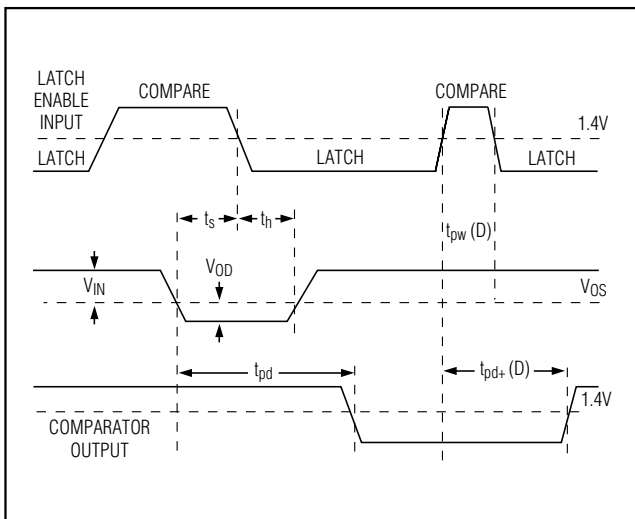 LATCH
ENABLE
INPUT
COMPARE
COMPARE
1.4V
LATCH
LATCH
LATCH
ts
th
tpw (D)
VIN
VOD
VOS
tpd
tpd+ (D)
1.4V
COMPARATOR
OUTPUT